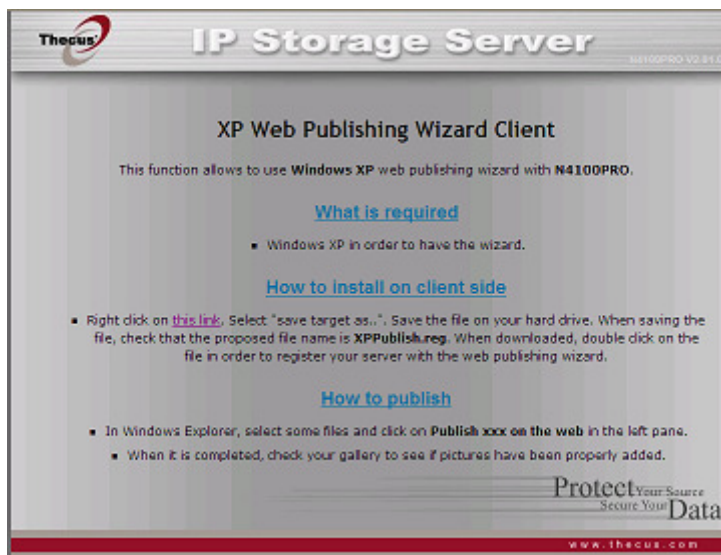 Thecus
IP Storage Server
XP Web Publishing Wizard Client
This function allows to use Windows XP web publishing wizard with N4100PRO.
What is required
▪ Windows XP in order to have the wizard.
How to install on client side
▪ Right click on this link, Select "save target as..". Save the file on your hard drive. When saving the
file, check that the proposed file name is XPPublish.reg. When downloaded, double click on the
file in order to register your server with the web publishing wizard.
How to publish
▪ In Windows Explorer, select some files and click on Publish xxx on the web in the left pane.
▪ When it is completed, check your gallery to see if pictures have been properly added.
Protect Your Source
Secure Your Data
www.thecus.com